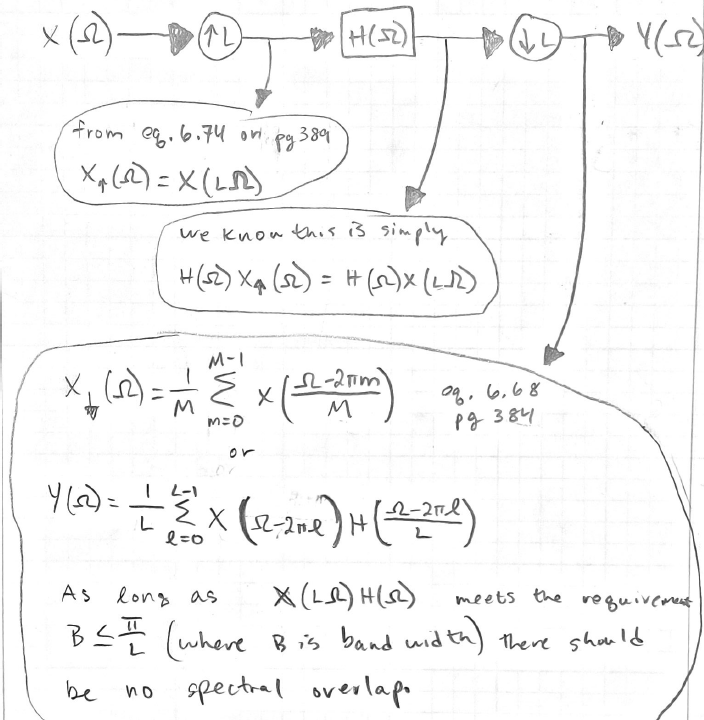 X(Ω) ↑L H(Ω) ↓L Y(Ω)
from eq. 6.74 on pg 389
X↑(Ω) = X(LΩ)
we know this is simply
H(Ω) X↑(Ω) = H(Ω)X(LΩ)
X↓(Ω) = 1/M Σ_{m=0}^{M-1} X((Ω-2πm)/M) eq. 6.68
pg 384
or
Y(Ω) = 1/L Σ_{l=0}^{L-1} X(Ω-2πl) H((Ω-2πl)/L)
As long as X(LΩ)H(Ω) meets the requirement
B ≤ π/L (where B is band width) there should
be no spectral overlap.